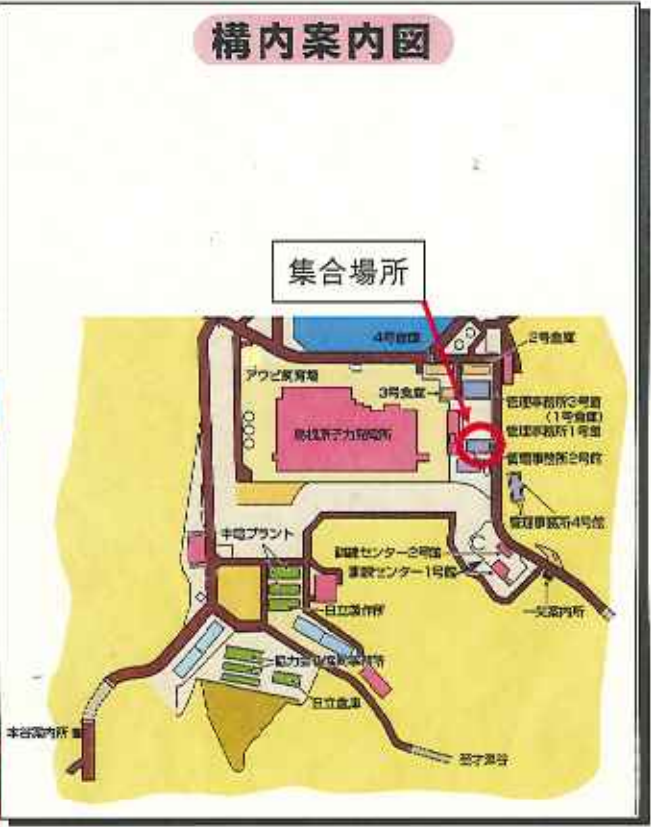 構内案内図
集合場所
4号倉庫
2号倉庫
アワビ飼育場
3号倉庫
管理事務所3号館
(1号倉庫)
島根原子力発電所
管理事務所1号館
管理事務所2号館
管理事務所4号館
中電プラント
訓練センター2号館
訓練センター1号館
日立製作所
一矢案内所
日立倉庫
本谷案内所